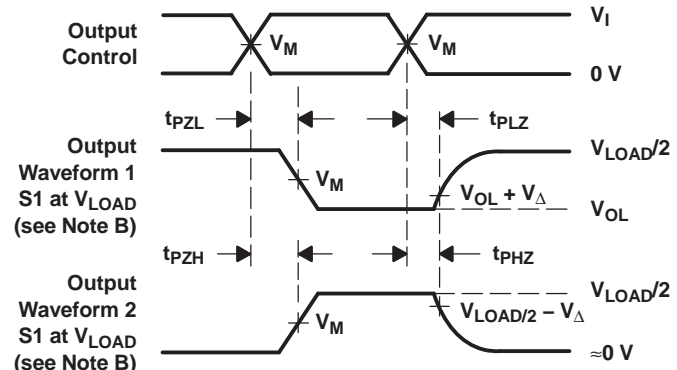 Output
Control
V_I
V_M
V_M
0 V
t_PZL
t_PLZ
Output
Waveform 1
S1 at V_LOAD
(see Note B)
V_LOAD/2
V_M
V_OL + V_Δ
V_OL
t_PZH
t_PHZ
Output
Waveform 2
S1 at V_LOAD
(see Note B)
V_LOAD/2
V_M
V_LOAD/2 − V_Δ
≈0 V